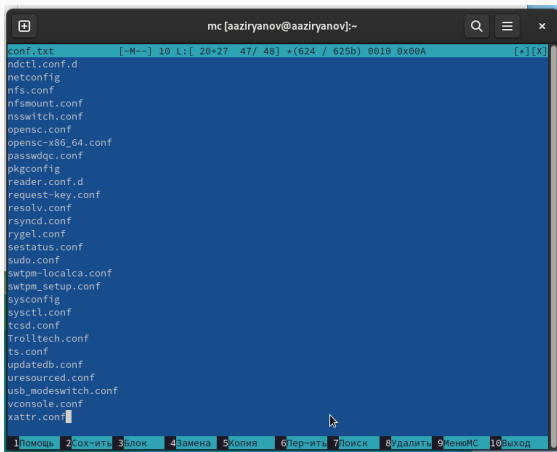 mc [aaziryanov@aaziryanov]:~
conf.txt [-M--] 10 L:[ 20+27 47/ 48] *(624 / 625b) 0010 0x00A [*][X]
ndctl.conf.d
netconfig
nfs.conf
nfsmount.conf
nsswitch.conf
opensc.conf
opensc-x86_64.conf
passwdqc.conf
pkgconfig
reader.conf.d
request-key.conf
resolv.conf
rsyncd.conf
rygel.conf
sestatus.conf
sudo.conf
swtpm-localca.conf
swtpm_setup.conf
sysconfig
sysctl.conf
tcsd.conf
Trolltech.conf
ts.conf
updatedb.conf
uresourced.conf
usb_modeswitch.conf
vconsole.conf
xattr.conf
1Помощь 2Сох~ить 3Блок 4Замена 5Копия 6Пер~ить 7Поиск 8Удалить 9МенюMC 10Выход